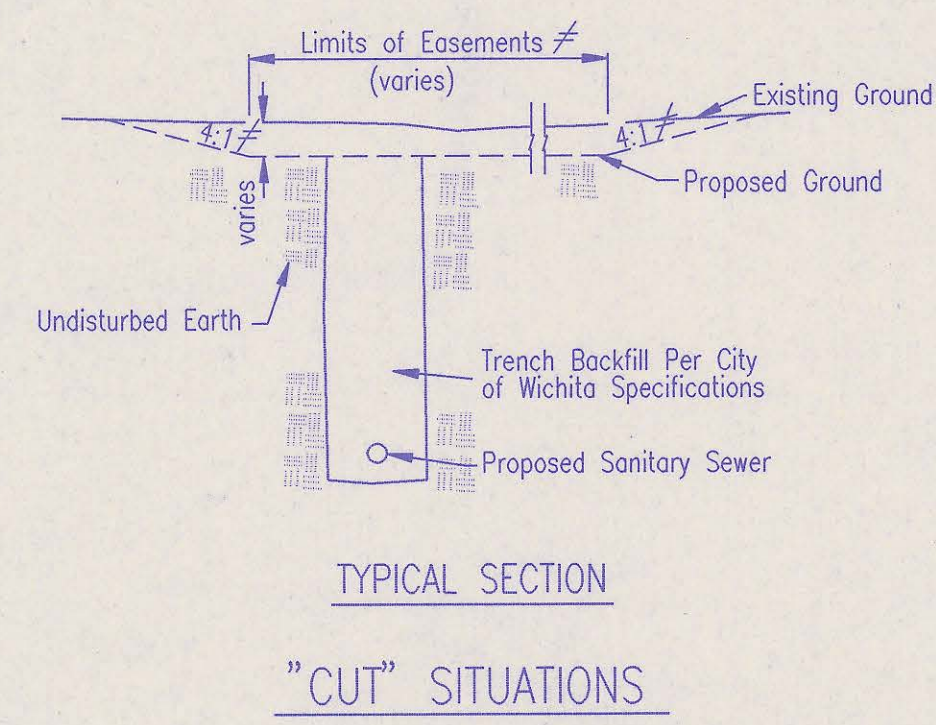 Limits of Easements ≠
(varies)
Existing Ground
4:1 ≠
4:1 ≠
Proposed Ground
varies
Undisturbed Earth
Trench Backfill Per City
of Wichita Specifications
Proposed Sanitary Sewer
TYPICAL SECTION
"CUT" SITUATIONS